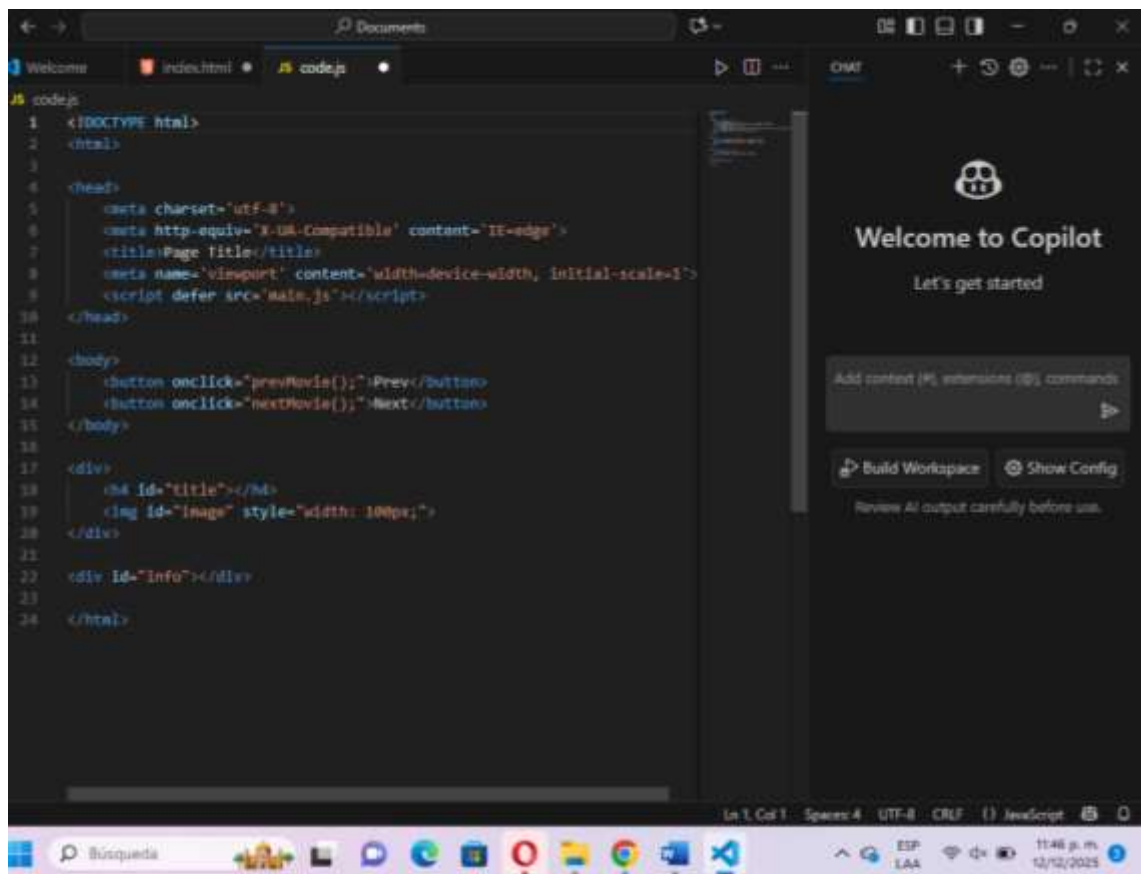 Documents
Welcome
index.html
JS code.js
CHAT
JS code.js
1 <!DOCTYPE html>
2 <html>
3
4 <head>
5 <meta charset='utf-8'>
6 <meta http-equiv='X-UA-Compatible' content='IE=edge'>
7 <title>Page Title</title>
8 <meta name='viewport' content='width=device-width, initial-scale=1'>
9 <script defer src='main.js'></script>
10 </head>
11
12 <body>
13 <button onclick="prevMovie();">Prev</button>
14 <button onclick="nextMovie();">Next</button>
15 </body>
16
17 <div>
18 <h4 id="title"></h4>
19 <img id="image" style="width: 100px;">
20 </div>
21
22 <div id="info"></div>
23
24 </html>
Welcome to Copilot
Let's get started
Add context (#), extensions (@), commands
Build Workspace
Show Config
Review AI output carefully before use.
Ln 1, Col 1 Spaces: 4 UTF-8 CRLF {} JavaScript
Búsqueda
ESP
LAA
11:46 p. m.
12/12/2025
3